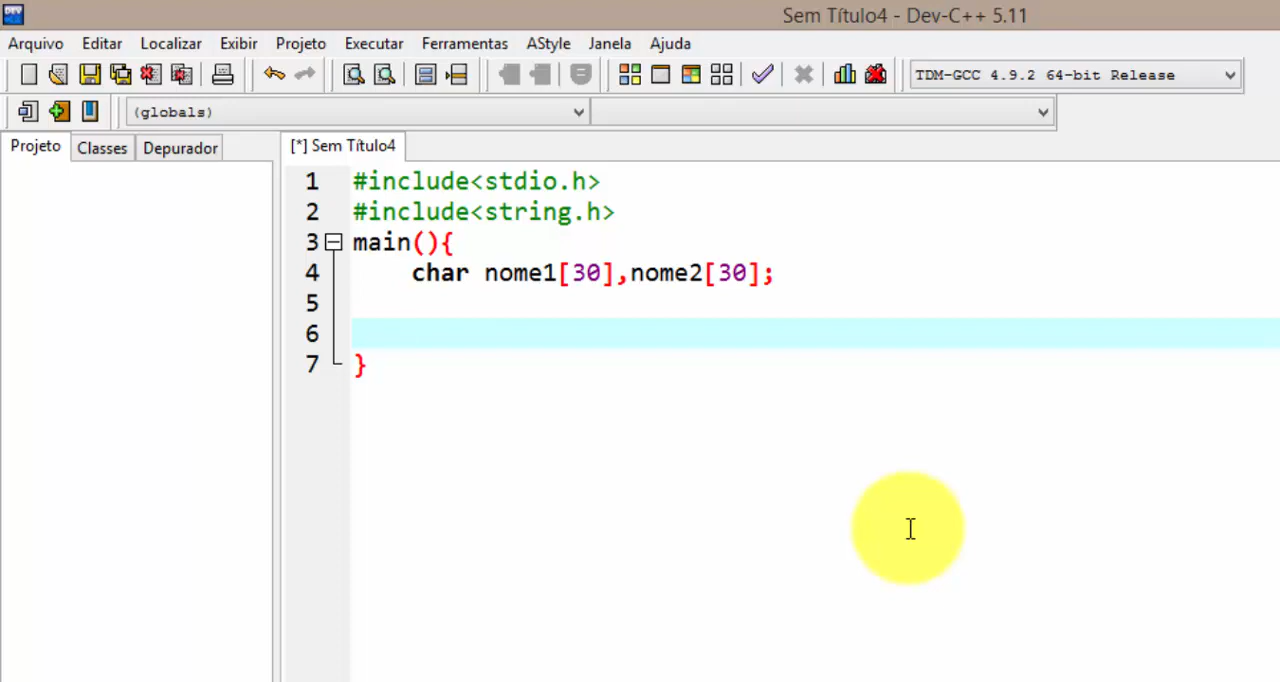 Sem Título4 - Dev-C++ 5.11
Arquivo Editar Localizar Exibir Projeto Executar Ferramentas AStyle Janela Ajuda
TDM-GCC 4.9.2 64-bit Release
(globals)
Projeto Classes Depurador [*] Sem Título4
1 #include<stdio.h>
2 #include<string.h>
3 main(){
4 char nome1[30],nome2[30];
5
6
7 }